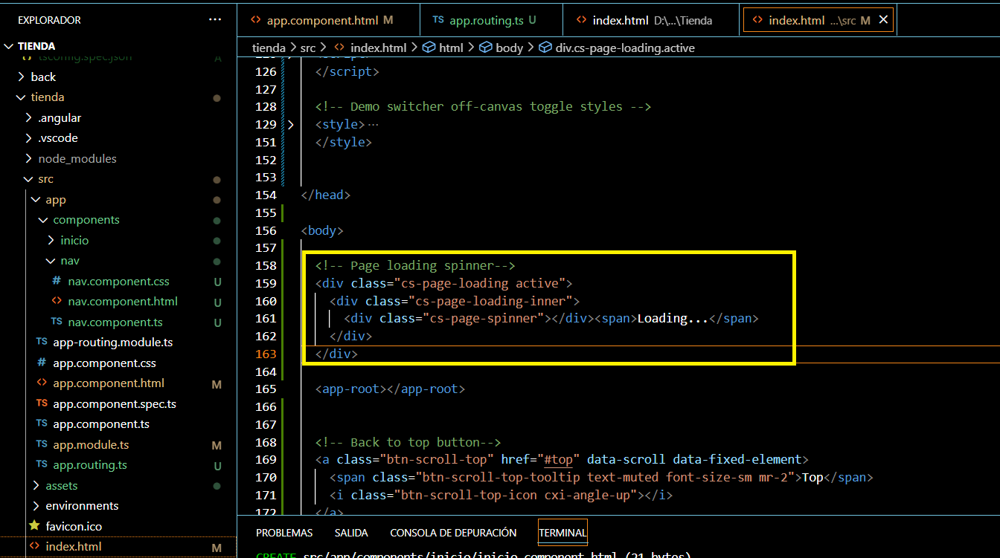 EXPLORADOR ···
TIENDA
tsconfig.spec.json A
back
tienda
.angular
.vscode
node_modules
src
app
components
inicio
nav
# nav.component.css U
<> nav.component.html U
TS nav.component.ts U
TS app-routing.module.ts
# app.component.css
<> app.component.html M
TS app.component.spec.ts
TS app.component.ts
TS app.module.ts M
TS app.routing.ts U
assets
environments
favicon.ico
<> index.html M
<> app.component.html M
TS app.routing.ts U
<> index.html D:\...\Tienda
<> index.html ...\src M
tienda > src > <> index.html > html > body > div.cs-page-loading.active
126 </script>
127
128 <!-- Demo switcher off-canvas toggle styles -->
129 <style>···
151 </style>
152
153
154 </head>
155
156 <body>
157
158 <!-- Page loading spinner-->
159 <div class="cs-page-loading active">
160 <div class="cs-page-loading-inner">
161 <div class="cs-page-spinner"></div><span>Loading...</span>
162 </div>
163 </div>
164
165 <app-root></app-root>
166
167
168 <!-- Back to top button-->
169 <a class="btn-scroll-top" href="#top" data-scroll data-fixed-element>
170 <span class="btn-scroll-top-tooltip text-muted font-size-sm mr-2">Top</span>
171 <i class="btn-scroll-top-icon cxi-angle-up"></i>
172 </a>
PROBLEMAS SALIDA CONSOLA DE DEPURACIÓN TERMINAL
CREATE src/app/components/inicio/inicio.component.html (21 bytes)